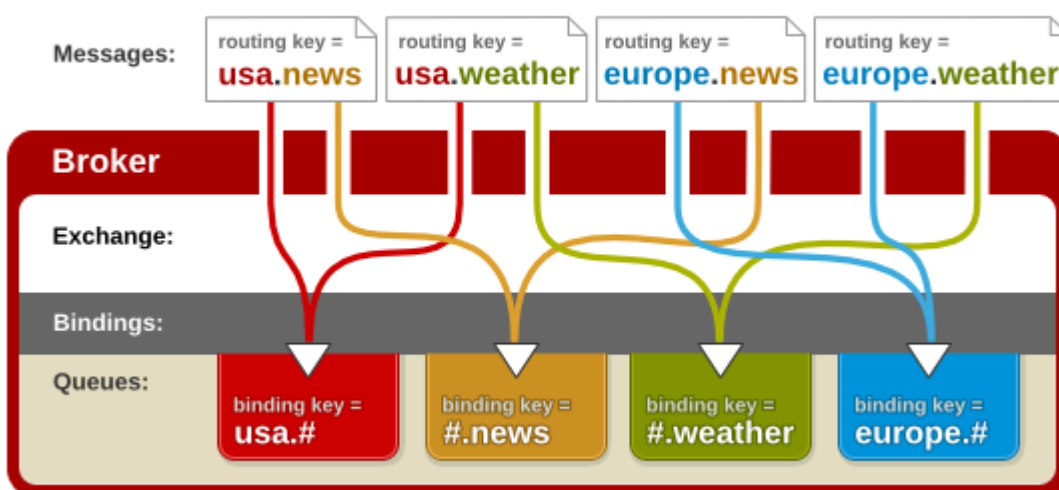 Messages:
routing key =
usa.news
routing key =
usa.weather
routing key =
europe.news
routing key =
europe.weather
Broker
Exchange:
Bindings:
Queues:
binding key =
usa.#
binding key =
#.news
binding key =
#.weather
binding key =
europe.#